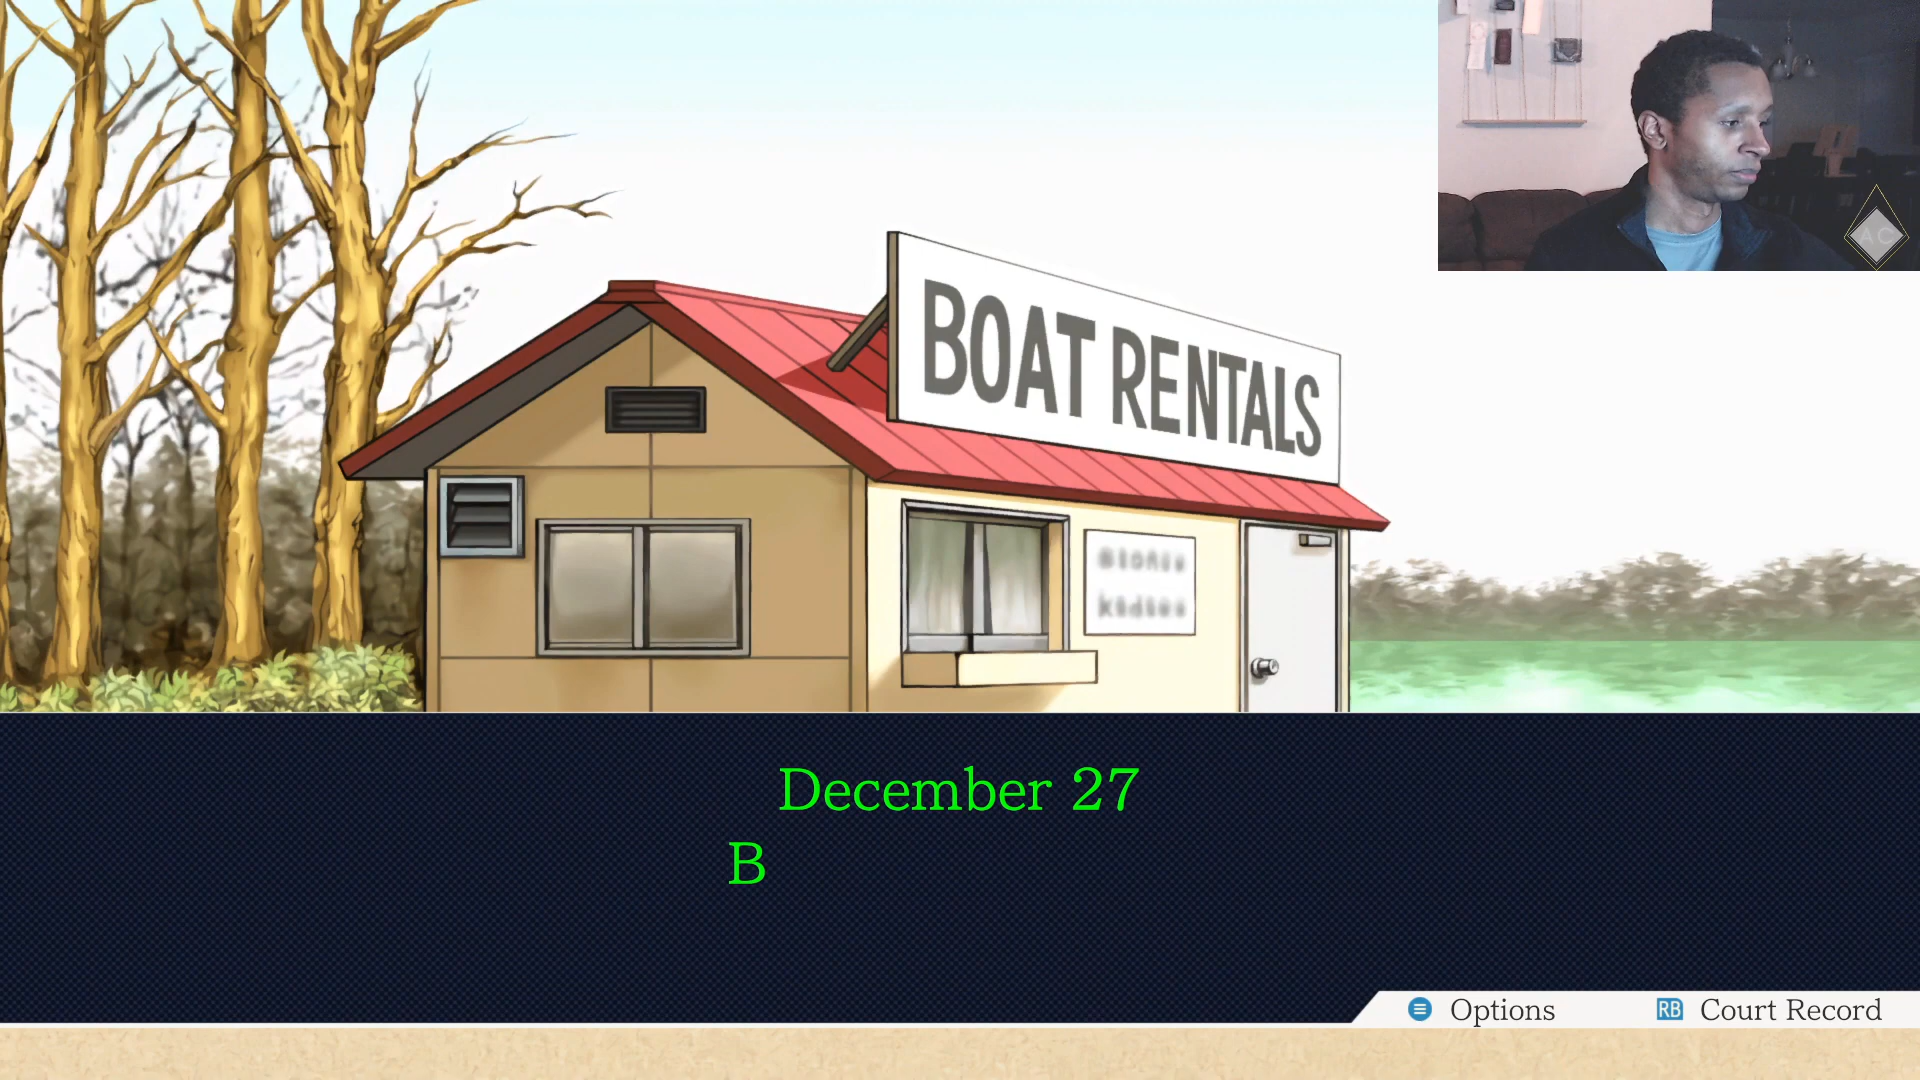 BOAT RENTALS
December 27
B
Options
RB Court Record